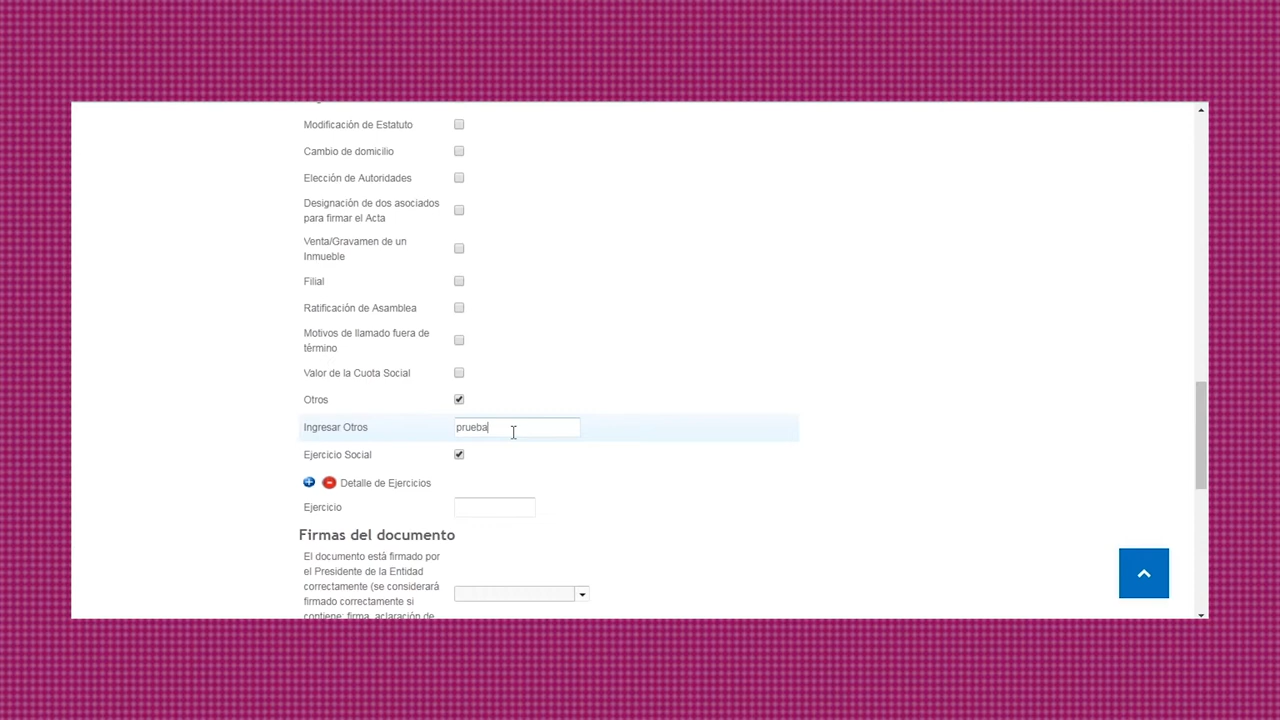 Modificación de Estatuto
Cambio de domicilio
Elección de Autoridades
Designación de dos asociados
para firmar el Acta
Venta/Gravamen de un
Inmueble
Filial
Ratificación de Asamblea
Motivos de llamado fuera de
término
Valor de la Cuota Social
Otros
Ingresar Otros prueba
Ejercicio Social
Detalle de Ejercicios
Ejercicio
Firmas del documento
El documento está firmado por
el Presidente de la Entidad
correctamente (se considerará
firmado correctamente si
contiene: firma, aclaración de